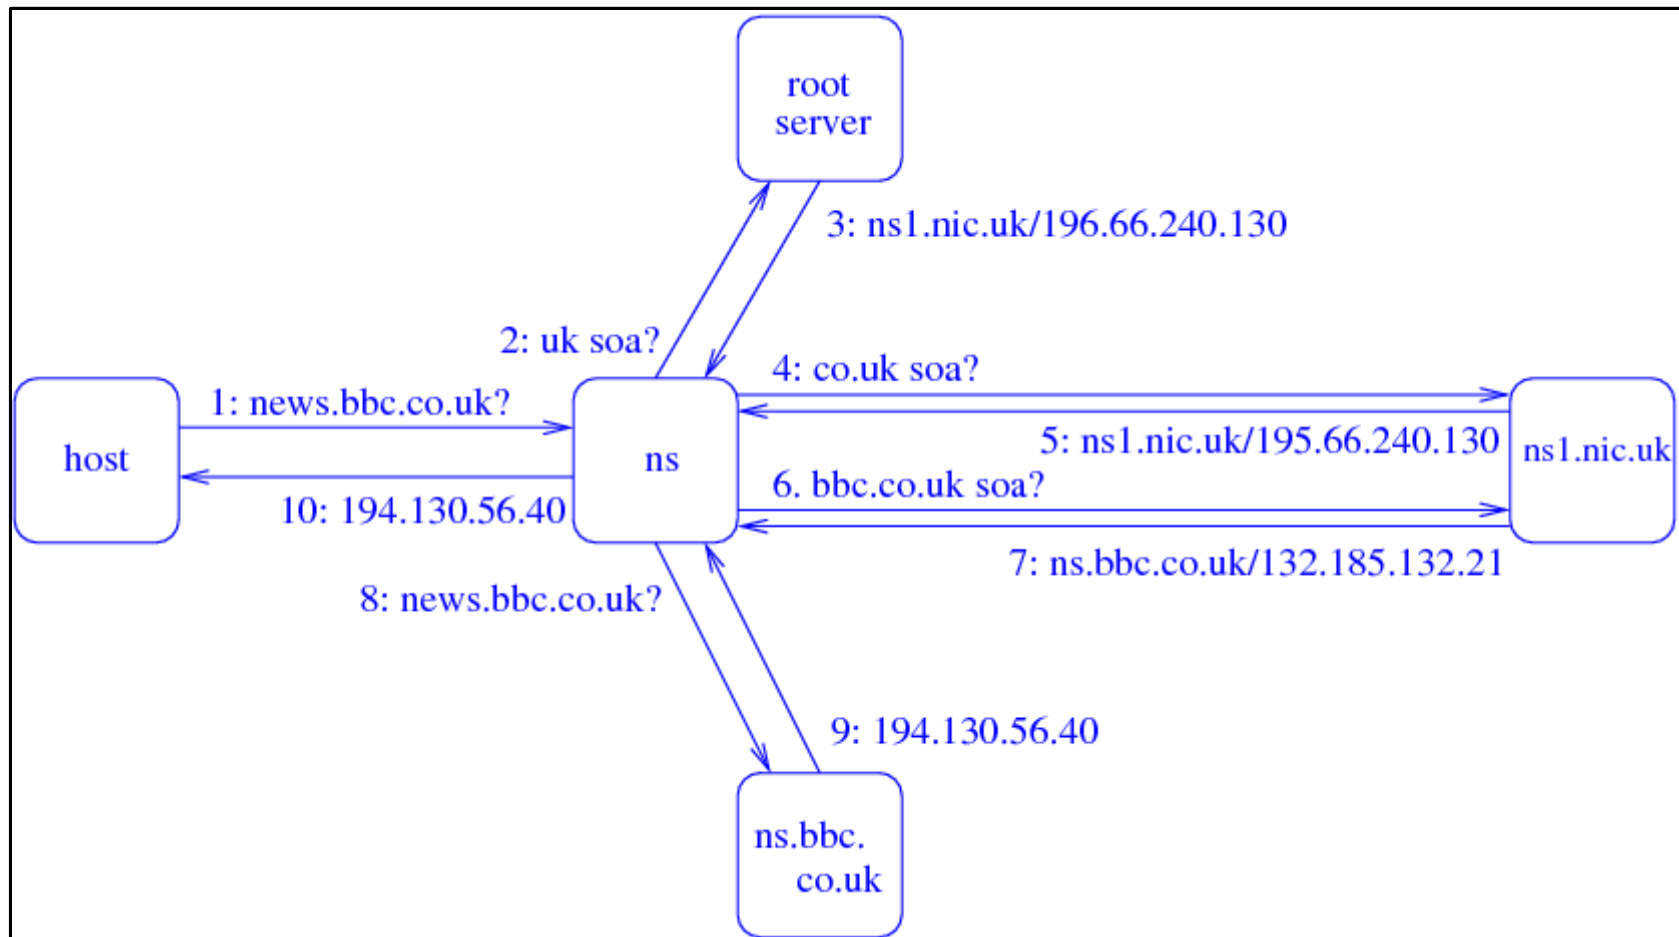 root
server
3: ns1.nic.uk/196.66.240.130
2: uk soa?
4: co.uk soa?
1: news.bbc.co.uk?
5: ns1.nic.uk/195.66.240.130
host
ns
ns1.nic.uk
6. bbc.co.uk soa?
10: 194.130.56.40
7: ns.bbc.co.uk/132.185.132.21
8: news.bbc.co.uk?
9: 194.130.56.40
ns.bbc.
co.uk